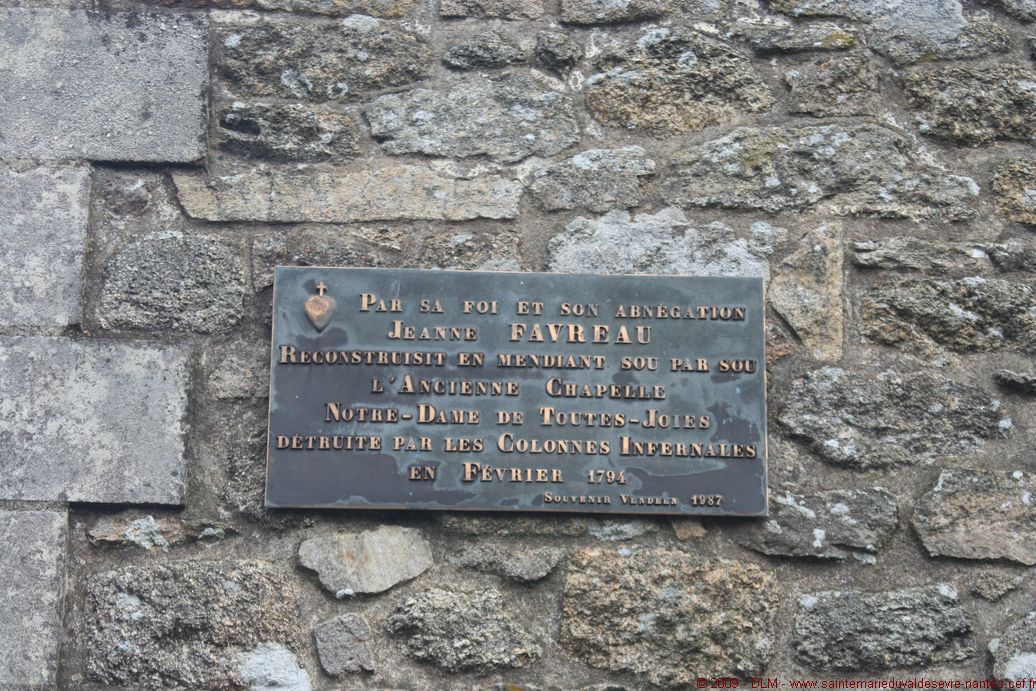 Par sa foi et son abnégation
Jeanne FAVREAU
Reconstruisit en mendiant sou par sou
l'Ancienne Chapelle
Notre-Dame de Toutes-Joies
détruite par les Colonnes Infernales
en Février 1794
Souvenir Vendéen 1987
© 2009 - DLM - www.saintemarieduvaldesevre-nantes.cef.fr